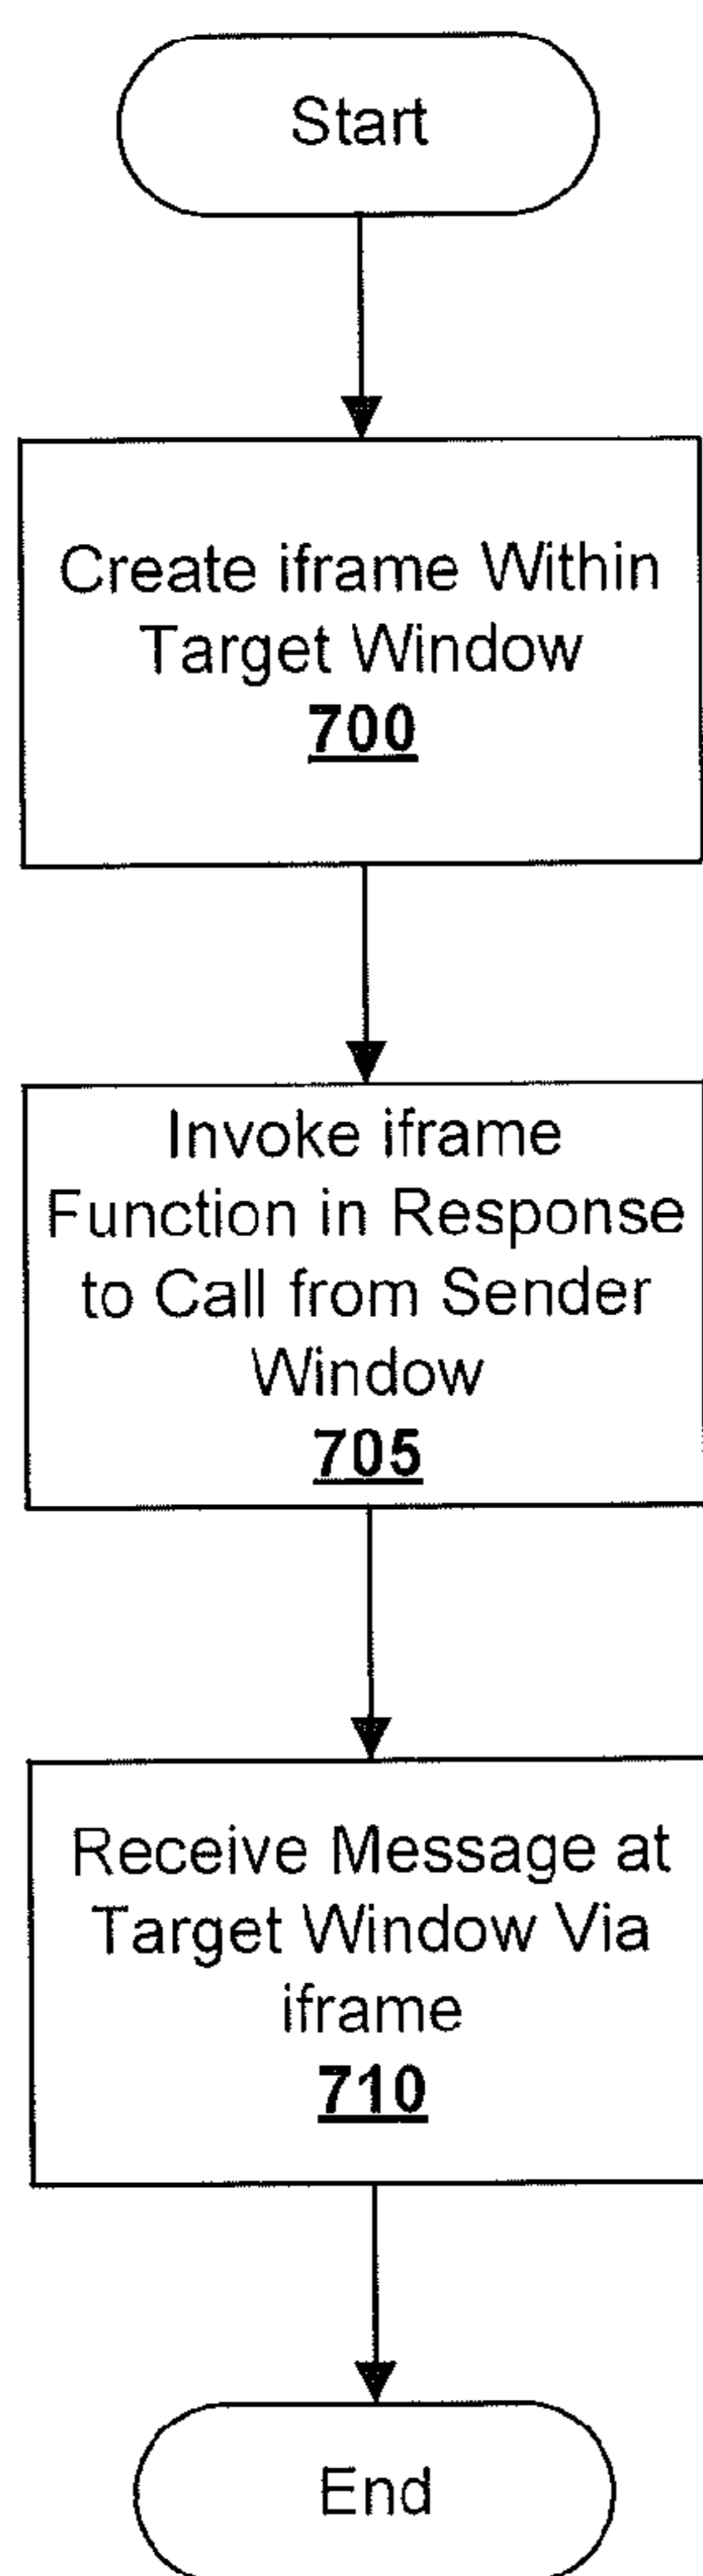 Start
Create iframe Within
Target Window
700
Invoke iframe
Function in Response
to Call from Sender
Window
705
Receive Message at
Target Window Via
iframe
710
End